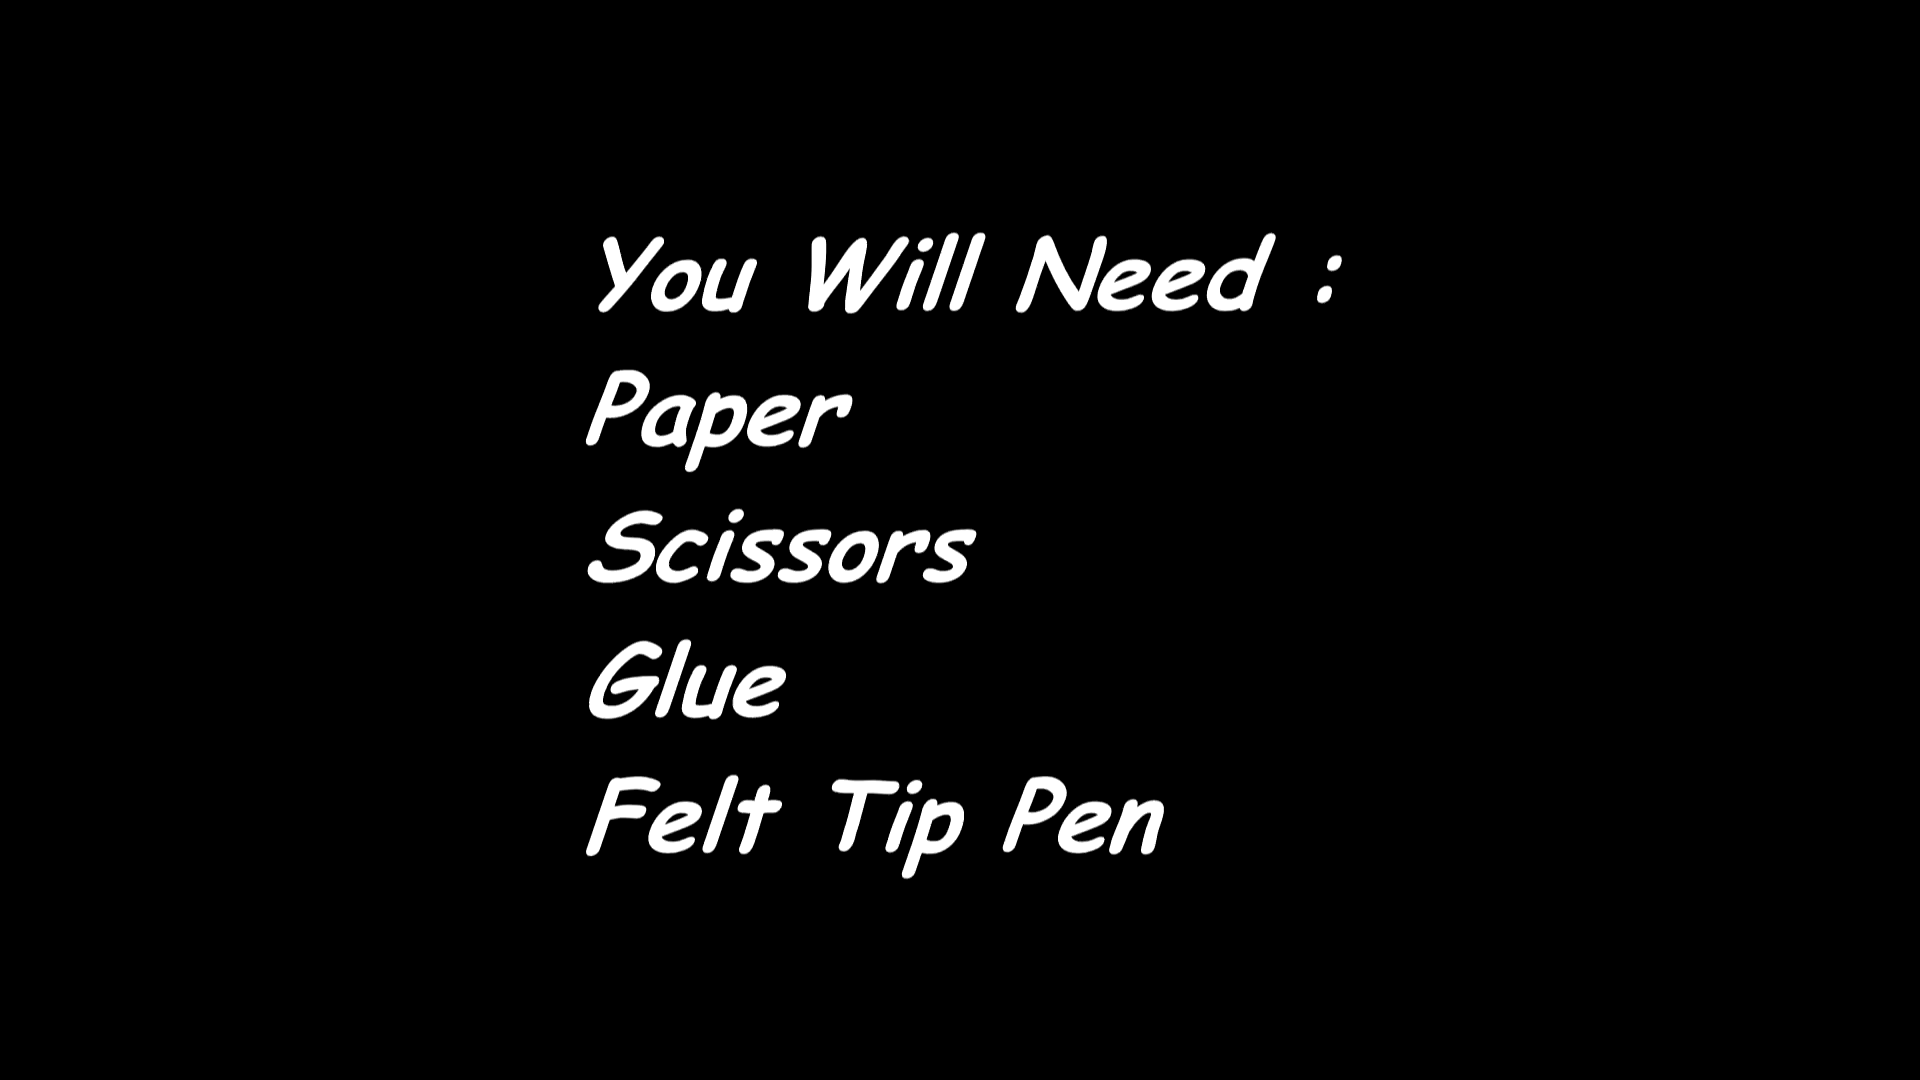 You Will Need :
Paper
Scissors
Glue
Felt Tip Pen